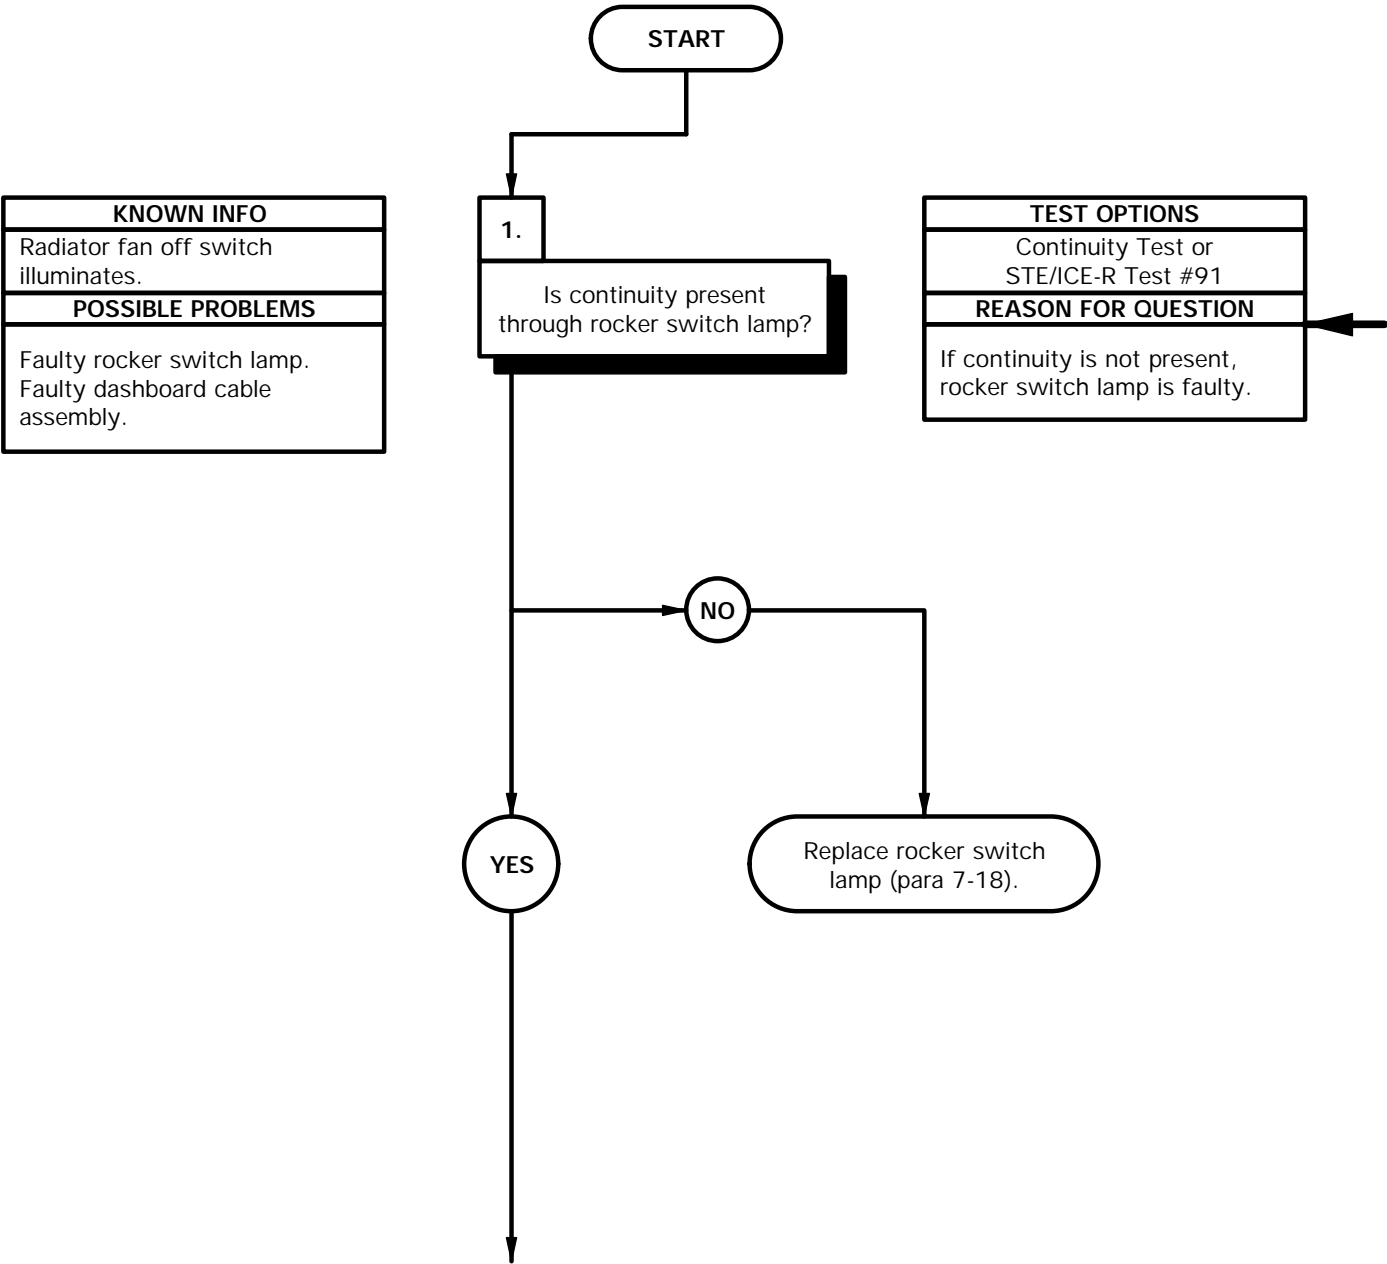 START
KNOWN INFO
Radiator fan off switch
illuminates.
POSSIBLE PROBLEMS
Faulty rocker switch lamp.
Faulty dashboard cable
assembly.
1.
Is continuity present
through rocker switch lamp?
TEST OPTIONS
Continuity Test or
STE/ICE-R Test #91
REASON FOR QUESTION
If continuity is not present,
rocker switch lamp is faulty.
NO
YES
Replace rocker switch
lamp (para 7-18).